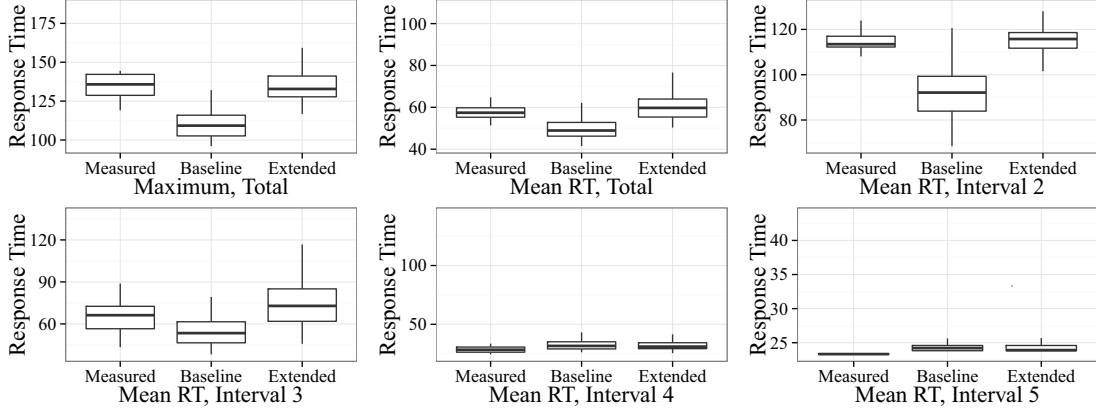 Response Time
175
150
125
100
Measured Baseline Extended
Maximum, Total
Response Time
100
80
60
40
Measured Baseline Extended
Mean RT, Total
Response Time
120
100
80
Measured Baseline Extended
Mean RT, Interval 2
Response Time
120
90
60
Measured Baseline Extended
Mean RT, Interval 3
Response Time
100
50
Measured Baseline Extended
Mean RT, Interval 4
Response Time
40
35
30
25
Measured Baseline Extended
Mean RT, Interval 5